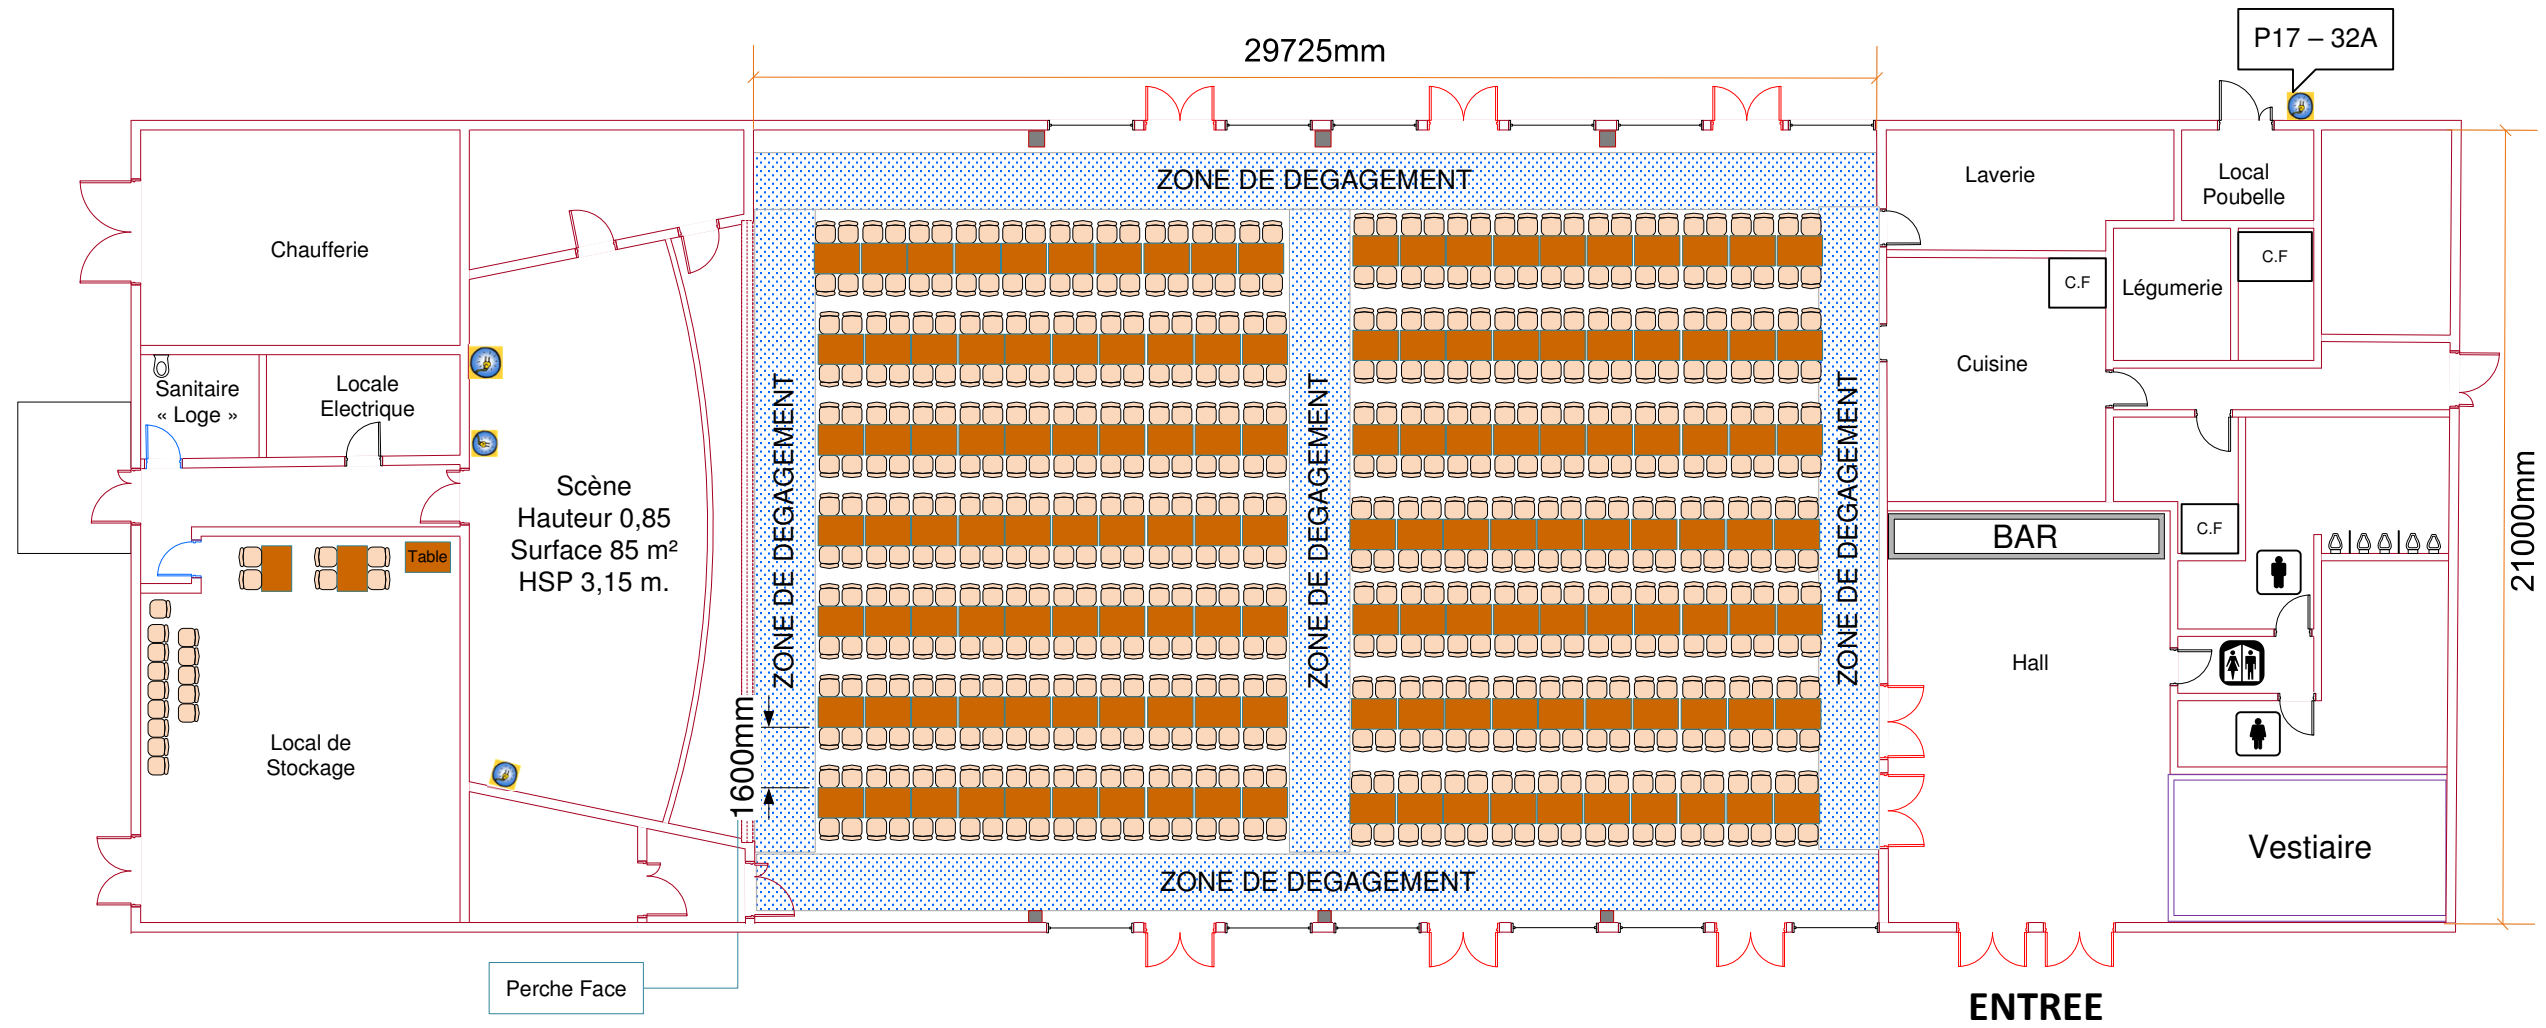 P17 – 32A
29725mm
ZONE DE DEGAGEMENT
Laverie
Local
Poubelle
Chaufferie
C.F
C.F
Légumerie
Cuisine
Sanitaire
« Loge »
Locale
Electrique
ZONE DE DEGAGEMENT
ZONE DE DEGAGEMENT
ZONE DE DEGAGEMENT
Scène
Hauteur 0,85
Surface 85 m²
HSP 3,15 m.
21000mm
BAR
C.F
Table
Hall
Local de
Stockage
1600mm
Vestiaire
ZONE DE DEGAGEMENT
Perche Face
ENTREE